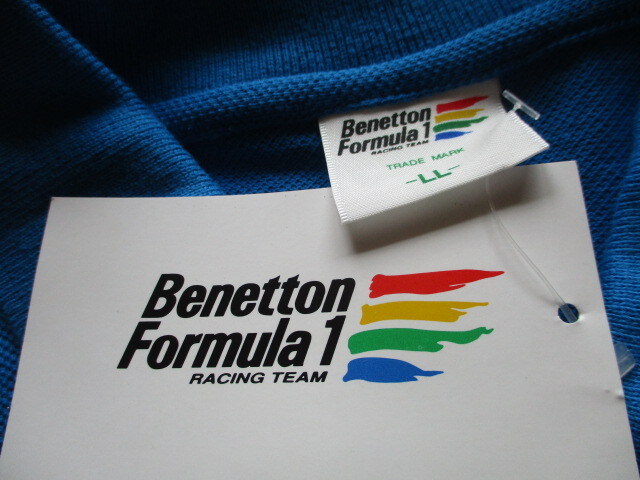 Benetton
Formula 1
RACING TEAM
TRADE MARK
-LL-
Benetton
Formula 1
RACING TEAM